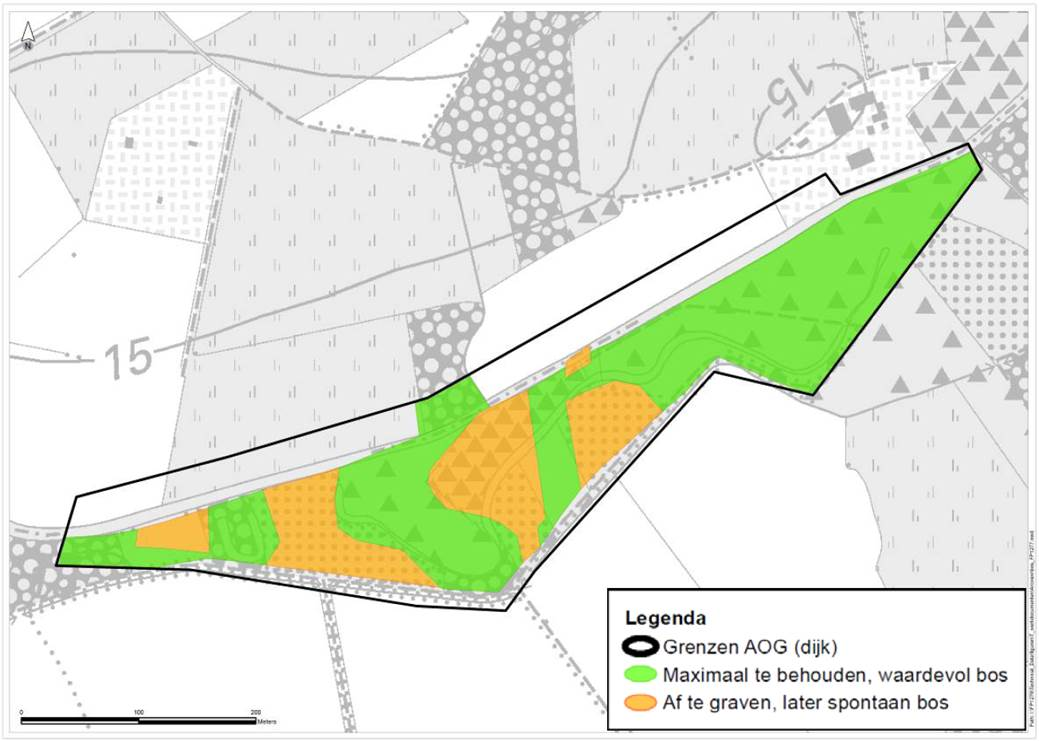 N
15
15
Legenda
Grenzen AOG (dijk)
Maximaal te behouden, waardevol bos
Af te graven, later spontaan bos
0 100 200
Meters